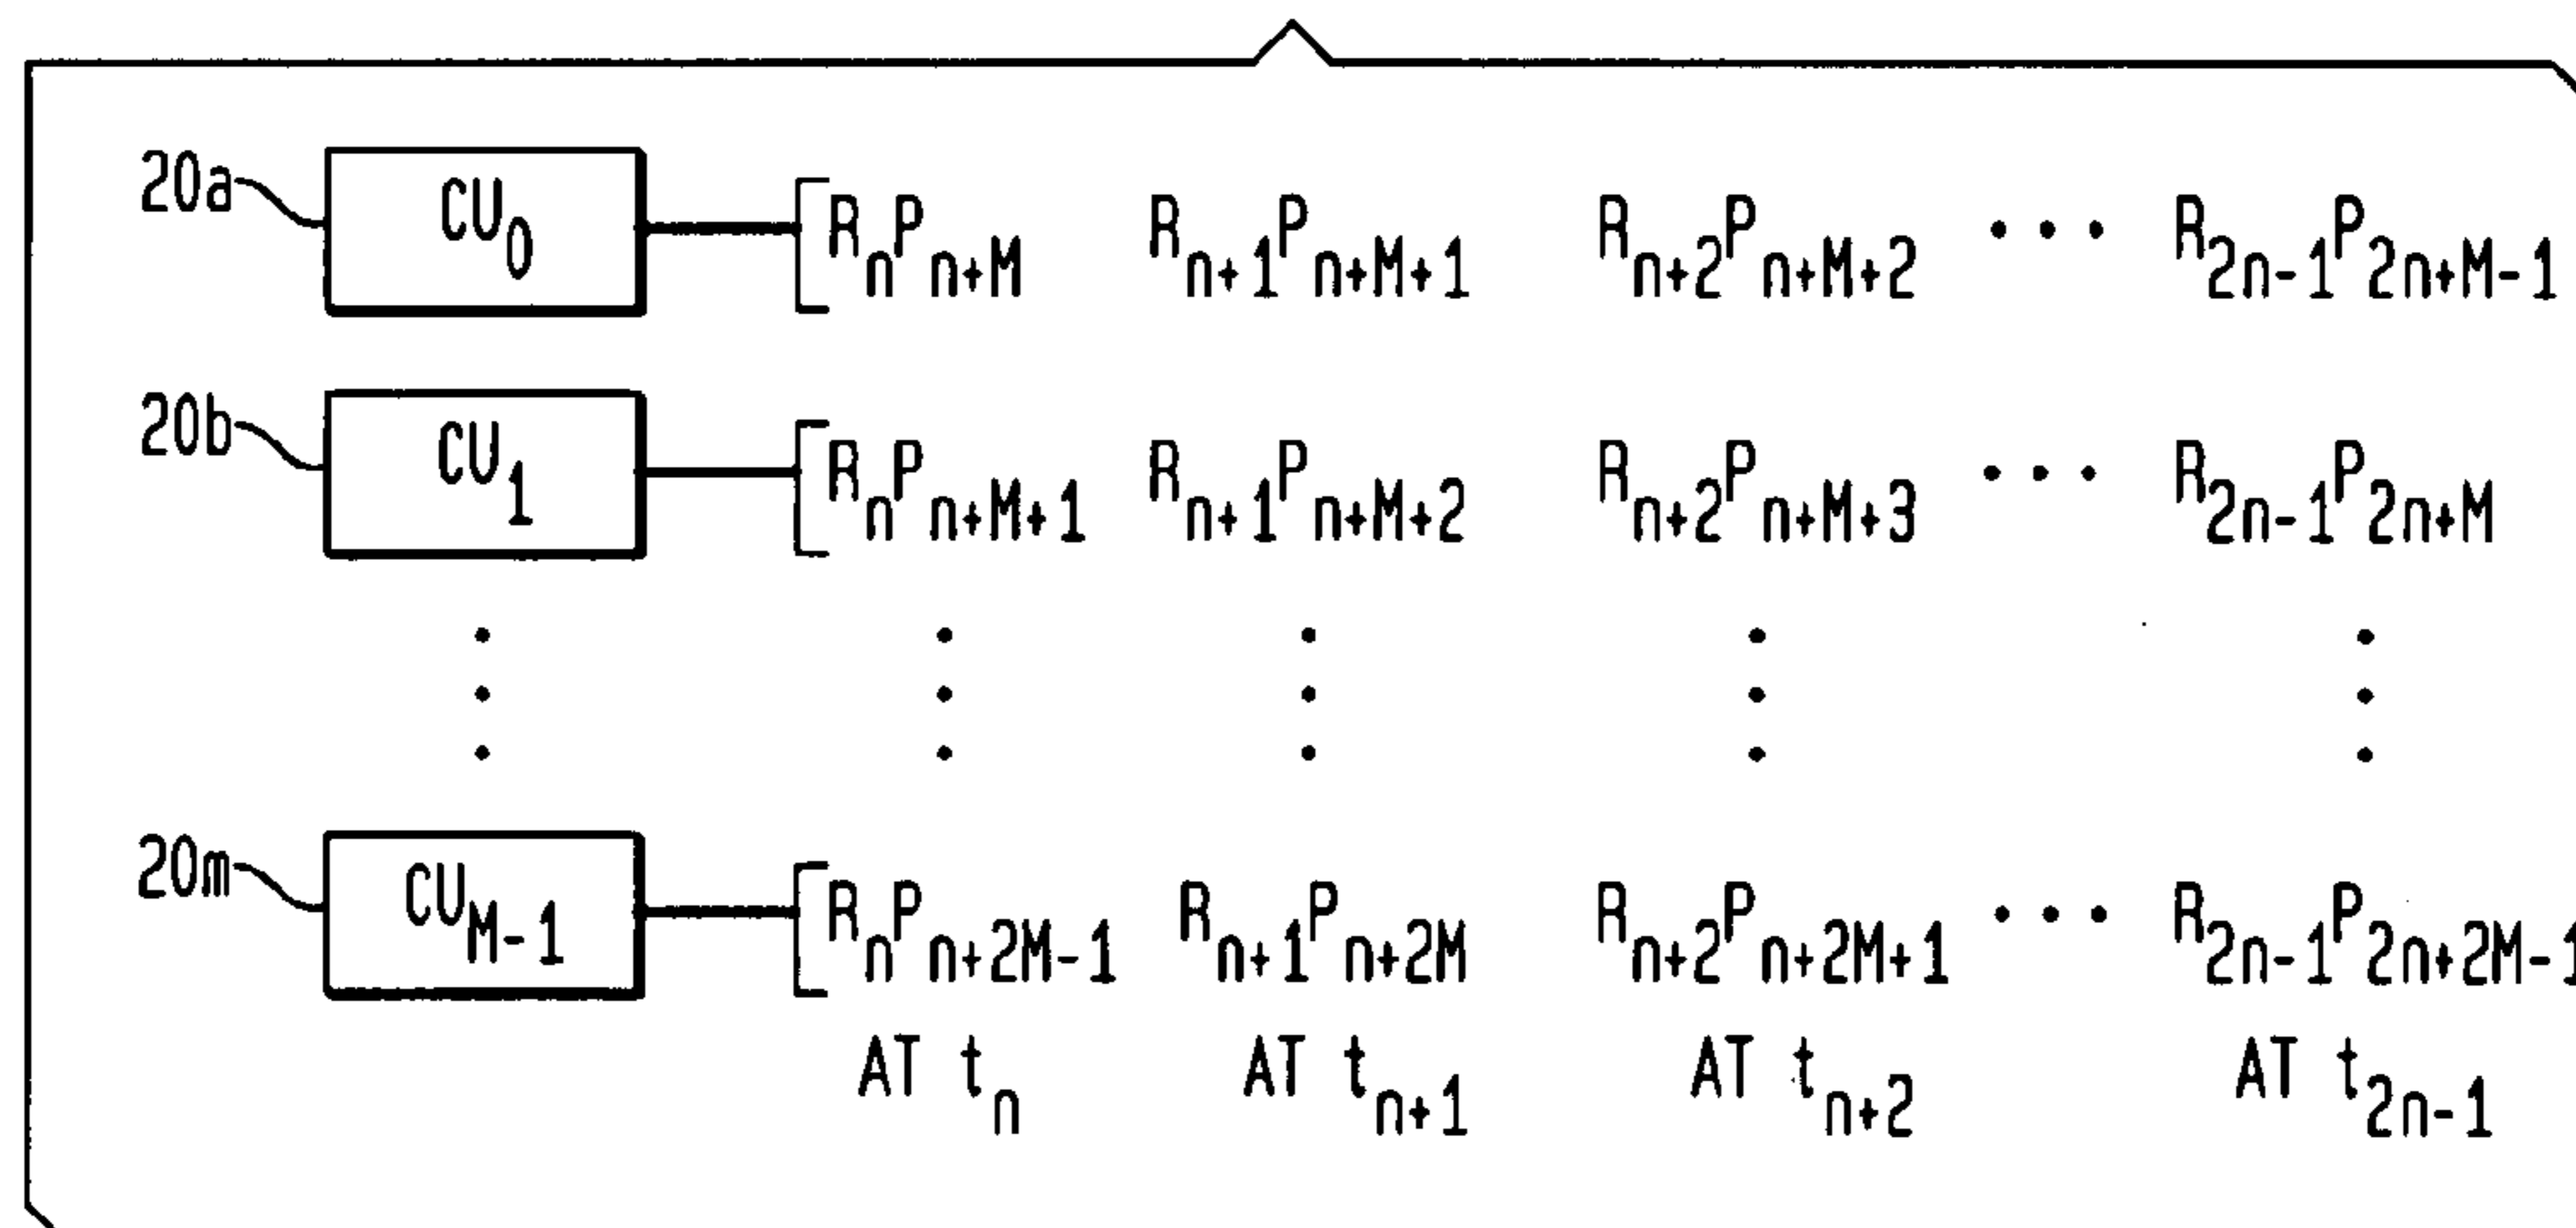 20a CU₀ RₙPₙ₊M Rₙ₊₁Pₙ₊M₊₁ Rₙ₊₂Pₙ₊M₊₂ • • • R₂ₙ₋₁P₂ₙ₊M₋₁
20b CU₁ RₙPₙ₊M₊₁ Rₙ₊₁Pₙ₊M₊₂ Rₙ₊₂Pₙ₊M₊₃ • • • R₂ₙ₋₁P₂ₙ₊M
20m CU_M₋₁ RₙPₙ₊₂M₋₁ Rₙ₊₁Pₙ₊₂M Rₙ₊₂Pₙ₊₂M₊₁ • • • R₂ₙ₋₁P₂ₙ₊₂M₋₁
AT tₙ AT tₙ₊₁ AT tₙ₊₂ AT t₂ₙ₋₁